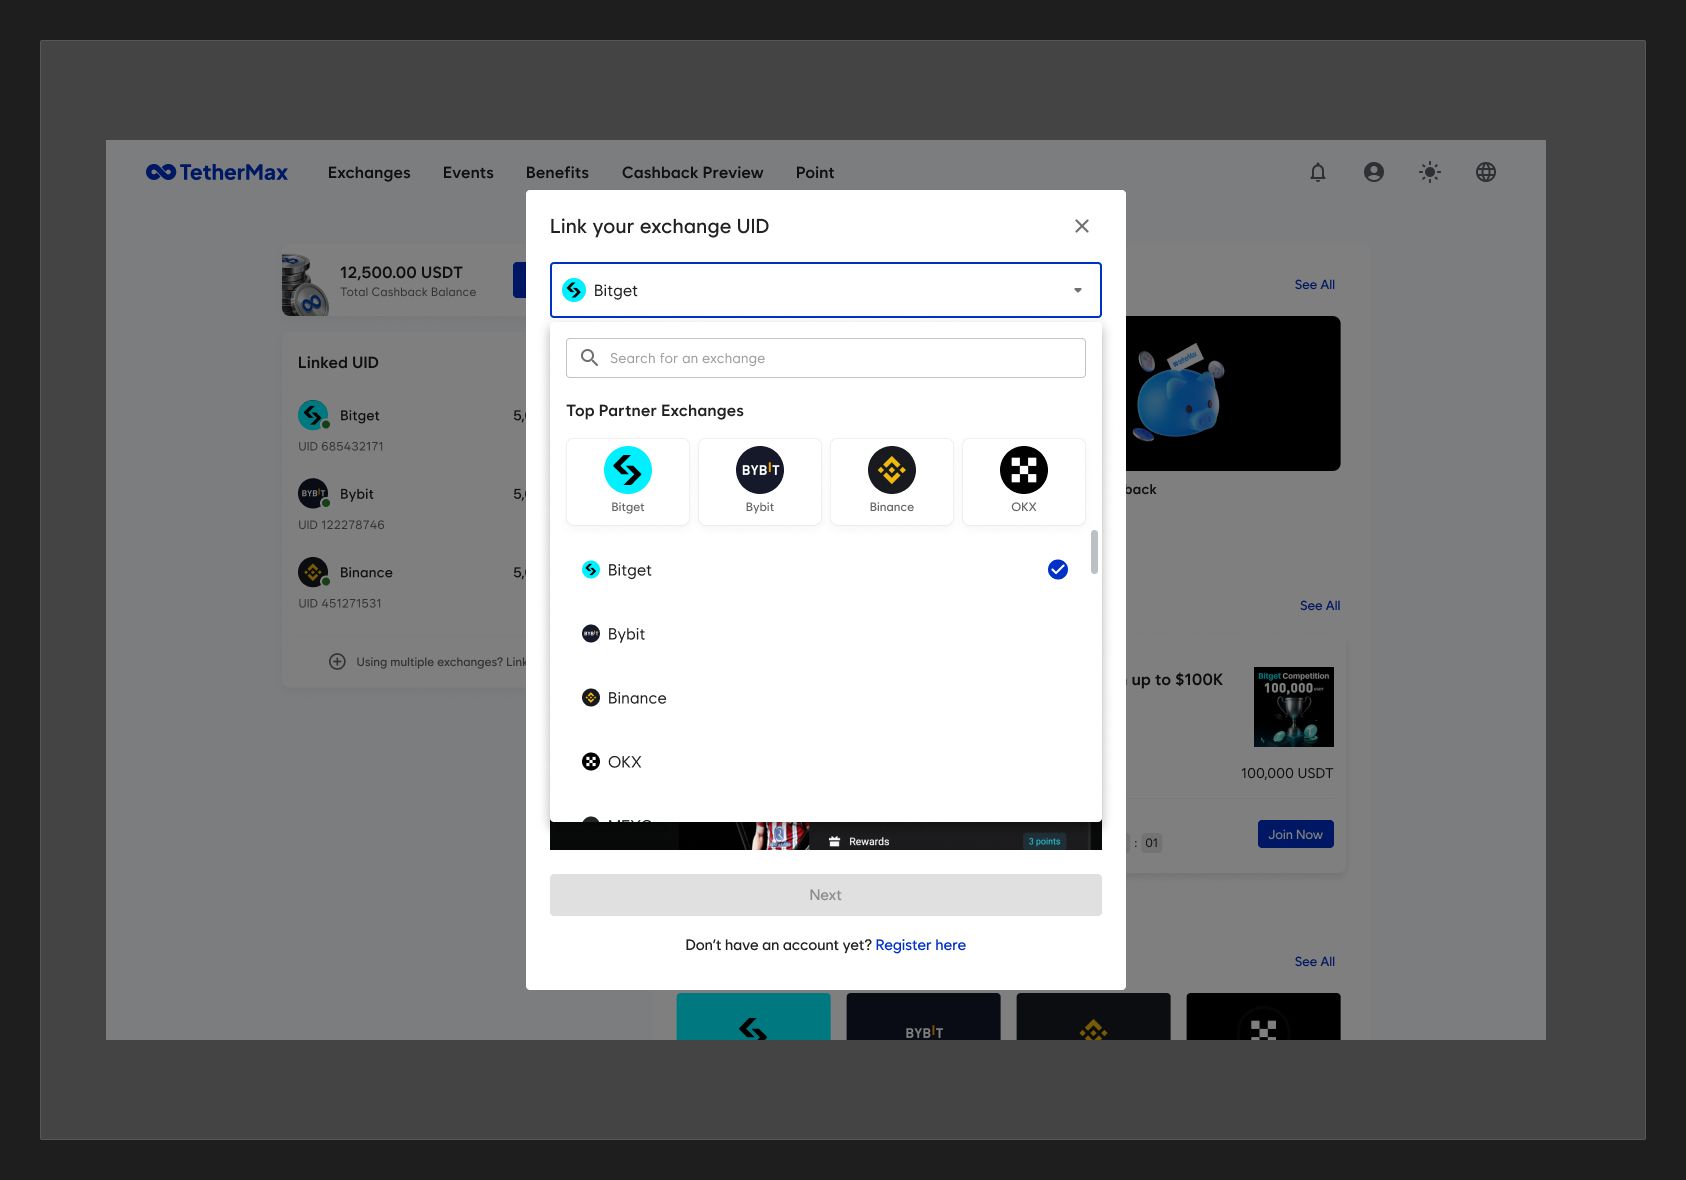 TetherMax
Exchanges
Events
Benefits
Cashback Preview
Point
Link your exchange UID
Bitget
Search for an exchange
Top Partner Exchanges
BYBIT
Bitget
Bybit
Binance
OKX
Bitget
Bybit
Binance
OKX
Rewards
3 points
Next
Don't have an account yet? Register here
12,500.00 USDT
Total Cashback Balance
Linked UID
Bitget
UID 685432171
BYBIT
Bybit
UID 122278746
Binance
UID 451271531
Using multiple exchanges? Link
See All
back
See All
up to $100K
Bitget Competition
100,000
100,000 USDT
: 01
Join Now
See All
BYBIT